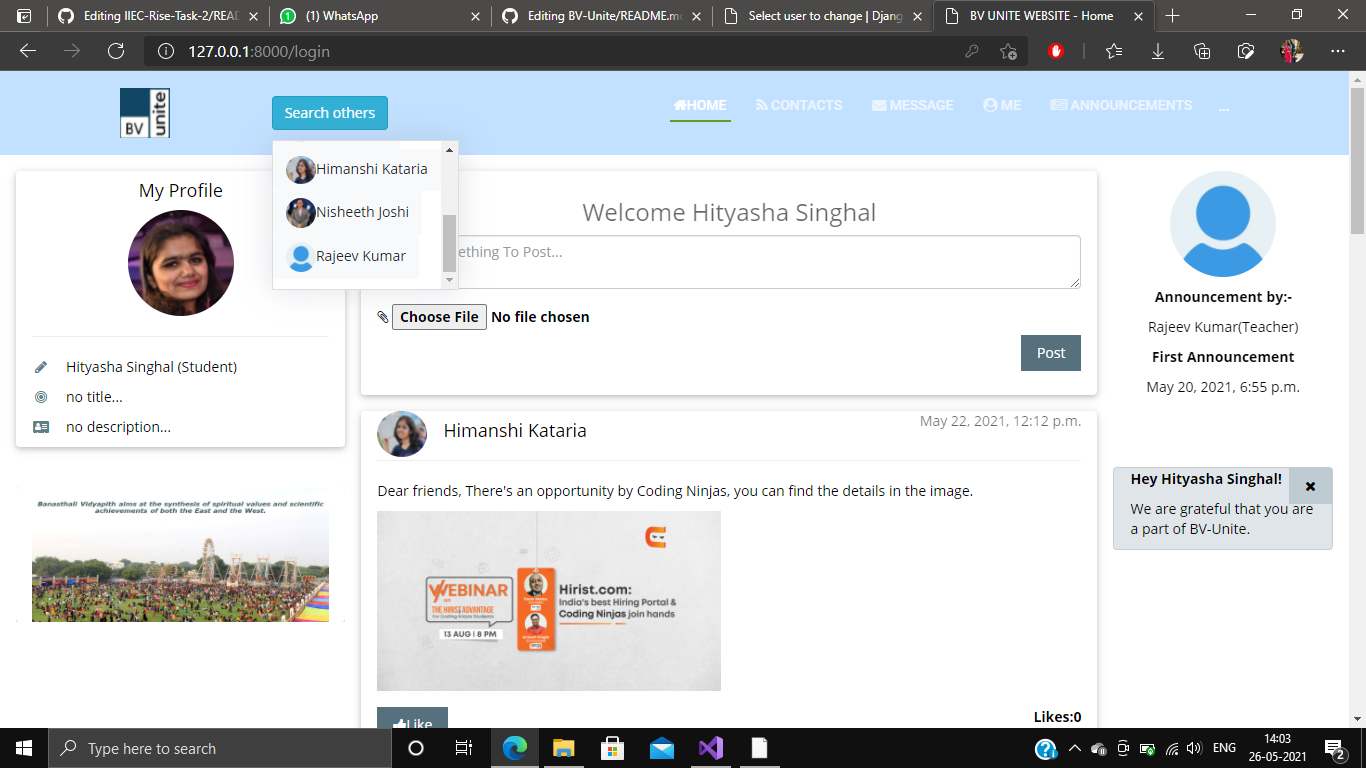 Editing IIEC-Rise-Task-2/READ
(1) WhatsApp
Editing BV-Unite/README.m
Select user to change | Djang
BV UNITE WEBSITE - Home
127.0.0.1:8000/login
BV
unite
Search others
HOME
CONTACTS
MESSAGE
ME
ANNOUNCEMENTS
...
Himanshi Kataria
Nisheeth Joshi
Rajeev Kumar
My Profile
Hityasha Singhal (Student)
no title...
no description...
Banasthali Vidyapith aims at the synthesis of spiritual values and scientific
achievements of both the East and the West.
Welcome Hityasha Singhal
ething To Post...
Choose File No file chosen
Post
Himanshi Kataria
May 22, 2021, 12:12 p.m.
Dear friends, There's an opportunity by Coding Ninjas, you can find the details in the image.
WEBINAR
on
THE HIRIST ADVANTAGE
For Coding Ninjas Students
13 AUG | 8 PM
Hirist.com:
India's best Hiring Portal &
Coding Ninjas join hands
Like
Likes:0
Announcement by:-
Rajeev Kumar(Teacher)
First Announcement
May 20, 2021, 6:55 p.m.
Hey Hityasha Singhal!
We are grateful that you are
a part of BV-Unite.
Type here to search
ENG
14:03
26-05-2021
2